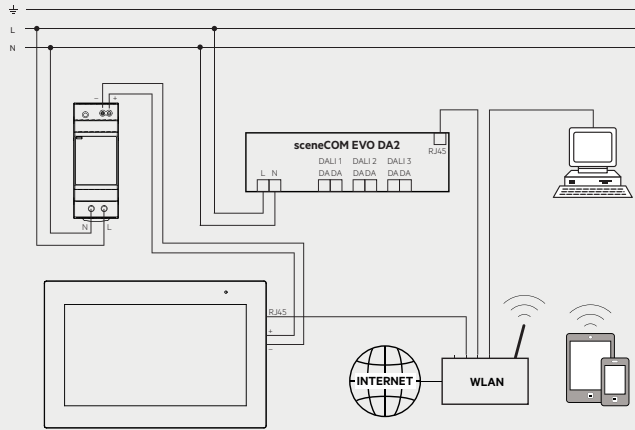 L
N
– +
sceneCOM EVO DA2
RJ45
DALI 1 DALI 2 DALI 3
L N DA DA DA DA DA DA
N L
RJ45
+
–
INTERNET
WLAN